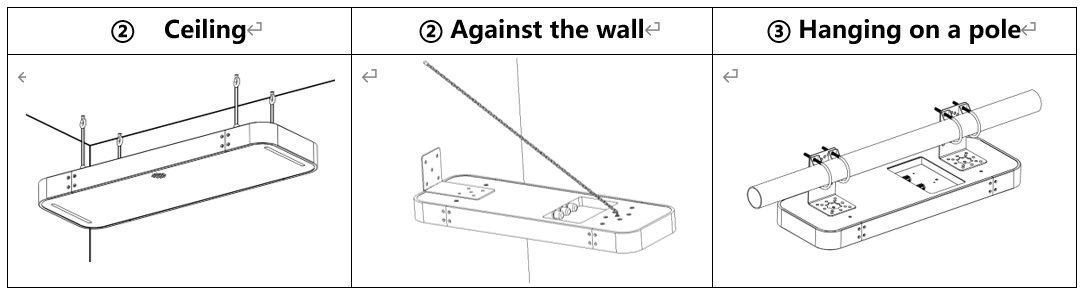 ② Ceiling
② Against the wall
③ Hanging on a pole